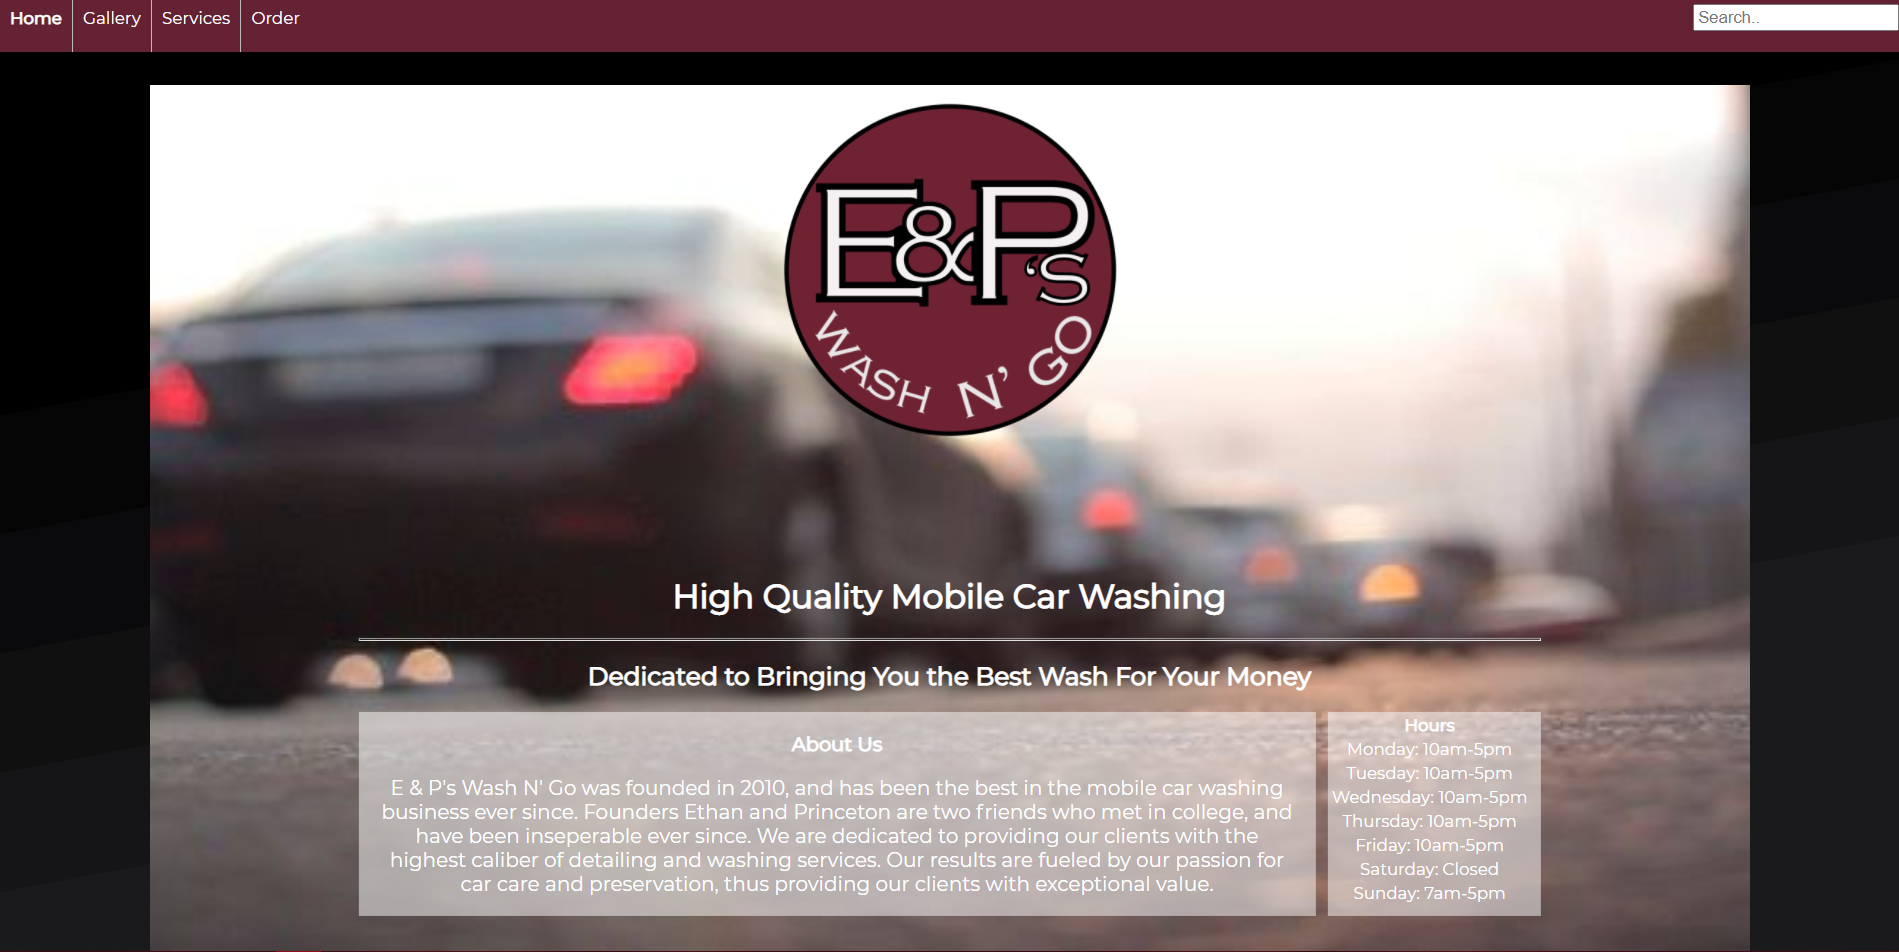 Home Gallery Services Order Search..
E&P's
WASH N' GO
High Quality Mobile Car Washing
Dedicated to Bringing You the Best Wash For Your Money
About Us
E & P's Wash N' Go was founded in 2010, and has been the best in the mobile car washing
business ever since. Founders Ethan and Princeton are two friends who met in college, and
have been inseperable ever since. We are dedicated to providing our clients with the
highest caliber of detailing and washing services. Our results are fueled by our passion for
car care and preservation, thus providing our clients with exceptional value.
Hours
Monday: 10am-5pm
Tuesday: 10am-5pm
Wednesday: 10am-5pm
Thursday: 10am-5pm
Friday: 10am-5pm
Saturday: Closed
Sunday: 7am-5pm